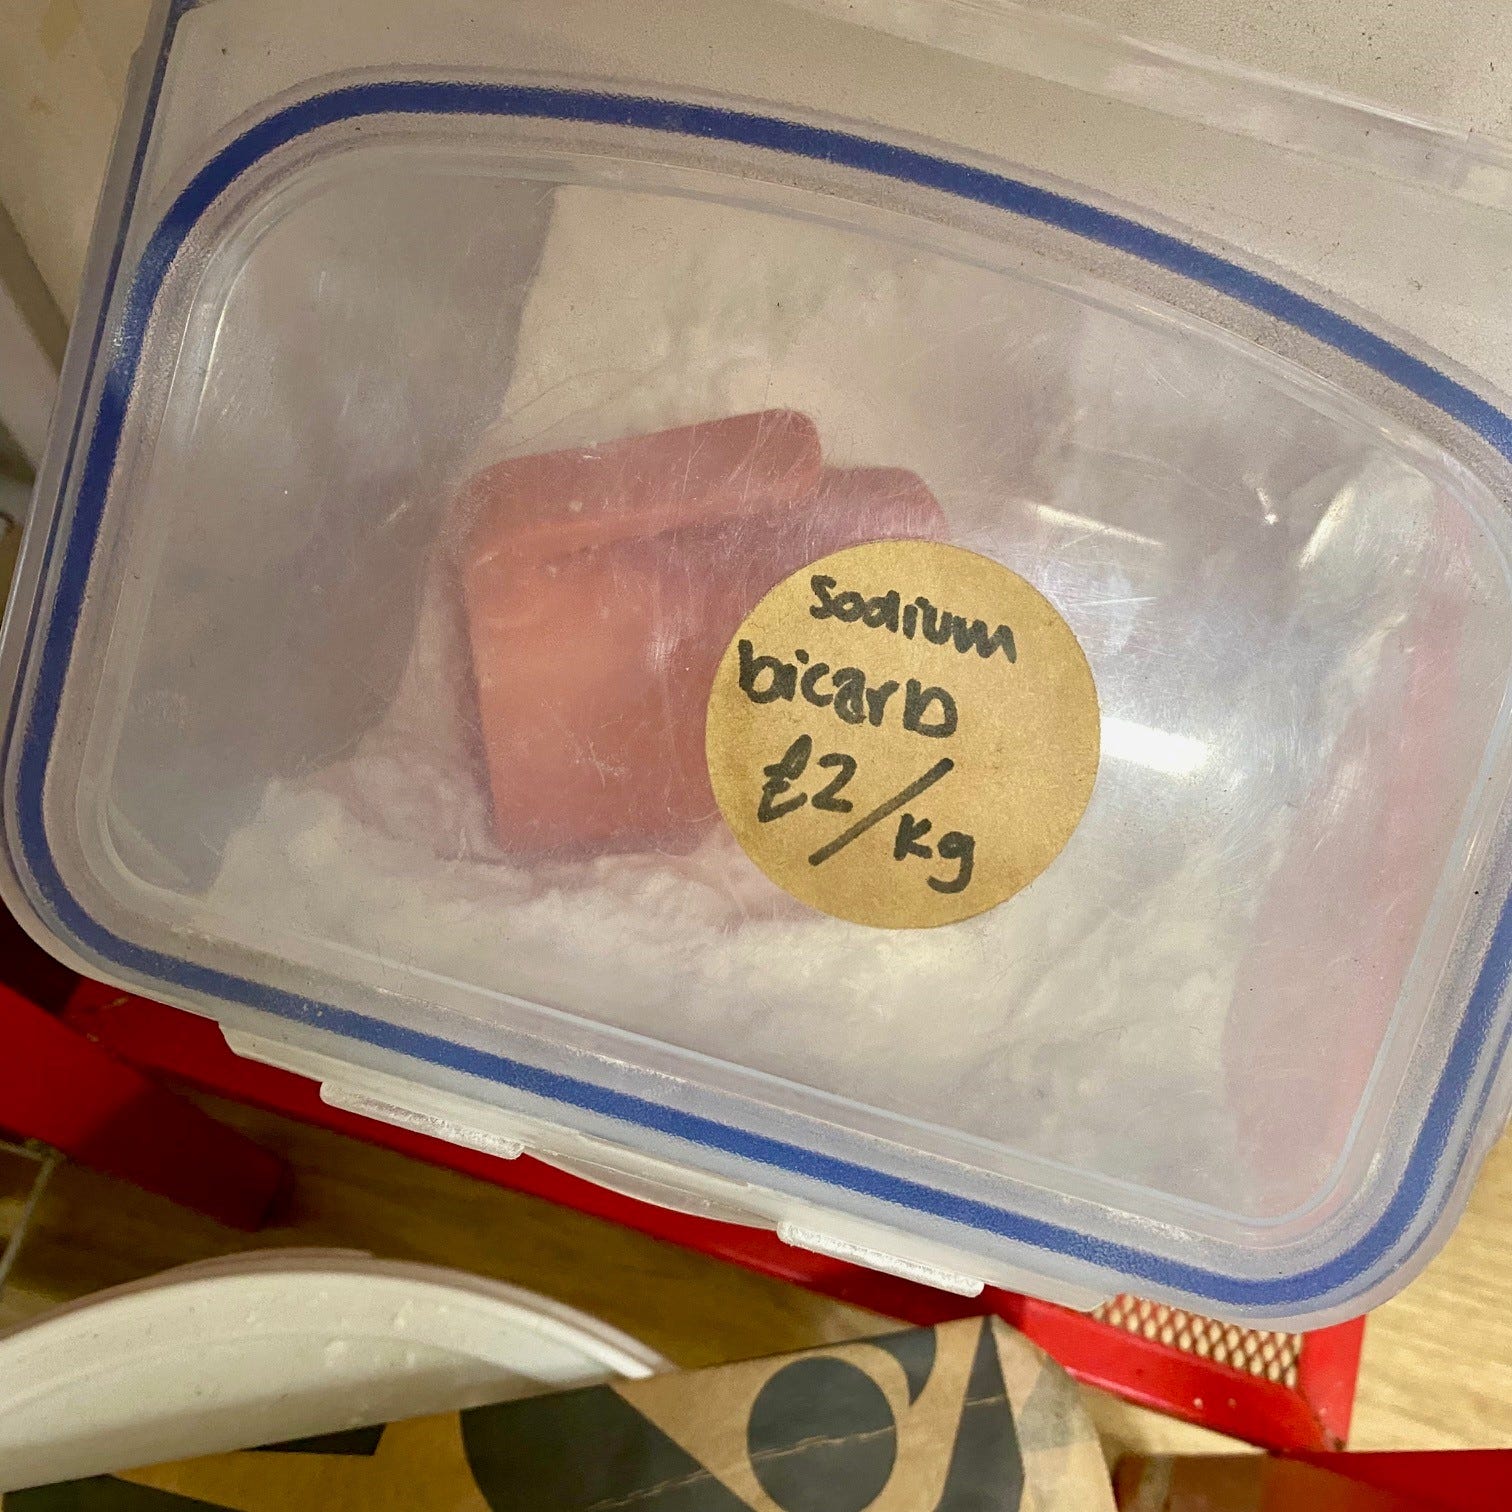 Sodium
bicarb
£2/kg